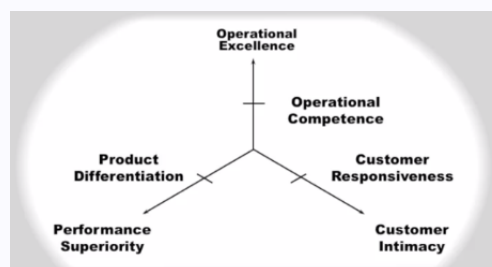 Operational
Excellence
Operational
Competence
Product
Differentiation
Customer
Responsiveness
Performance
Superiority
Customer
Intimacy